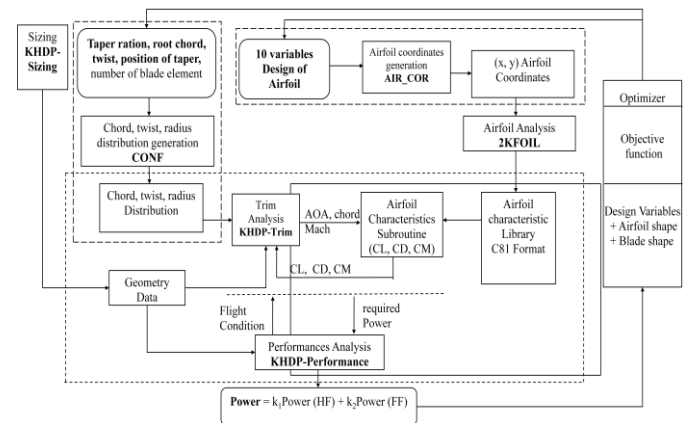 Sizing
KHDP-
Sizing
Taper ration, root chord,
twist, position of taper,
number of blade element
Chord, twist, radius
distribution generation
CONF
Chord, twist, radius
Distribution
10 variables
Design of
Airfoil
Airfoil coordinates
generation
AIR_COR
(x, y) Airfoil
Coordinates
Airfoil Analysis
2KFOIL
Optimizer
Objective
function
Design Variables
+ Airfoil shape
+ Blade shape
Trim
Analysis
KHDP-Trim
AOA, chord
Mach
Airfoil
Characteristics
Subroutine
(CL, CD, CM)
Airfoil
characteristic
Library
C81 Format
CL, CD, CM
Geometry
Data
Flight
Condition
required
Power
Performances Analysis
KHDP-Performance
Power = k₁Power (HF) + k₂Power (FF)